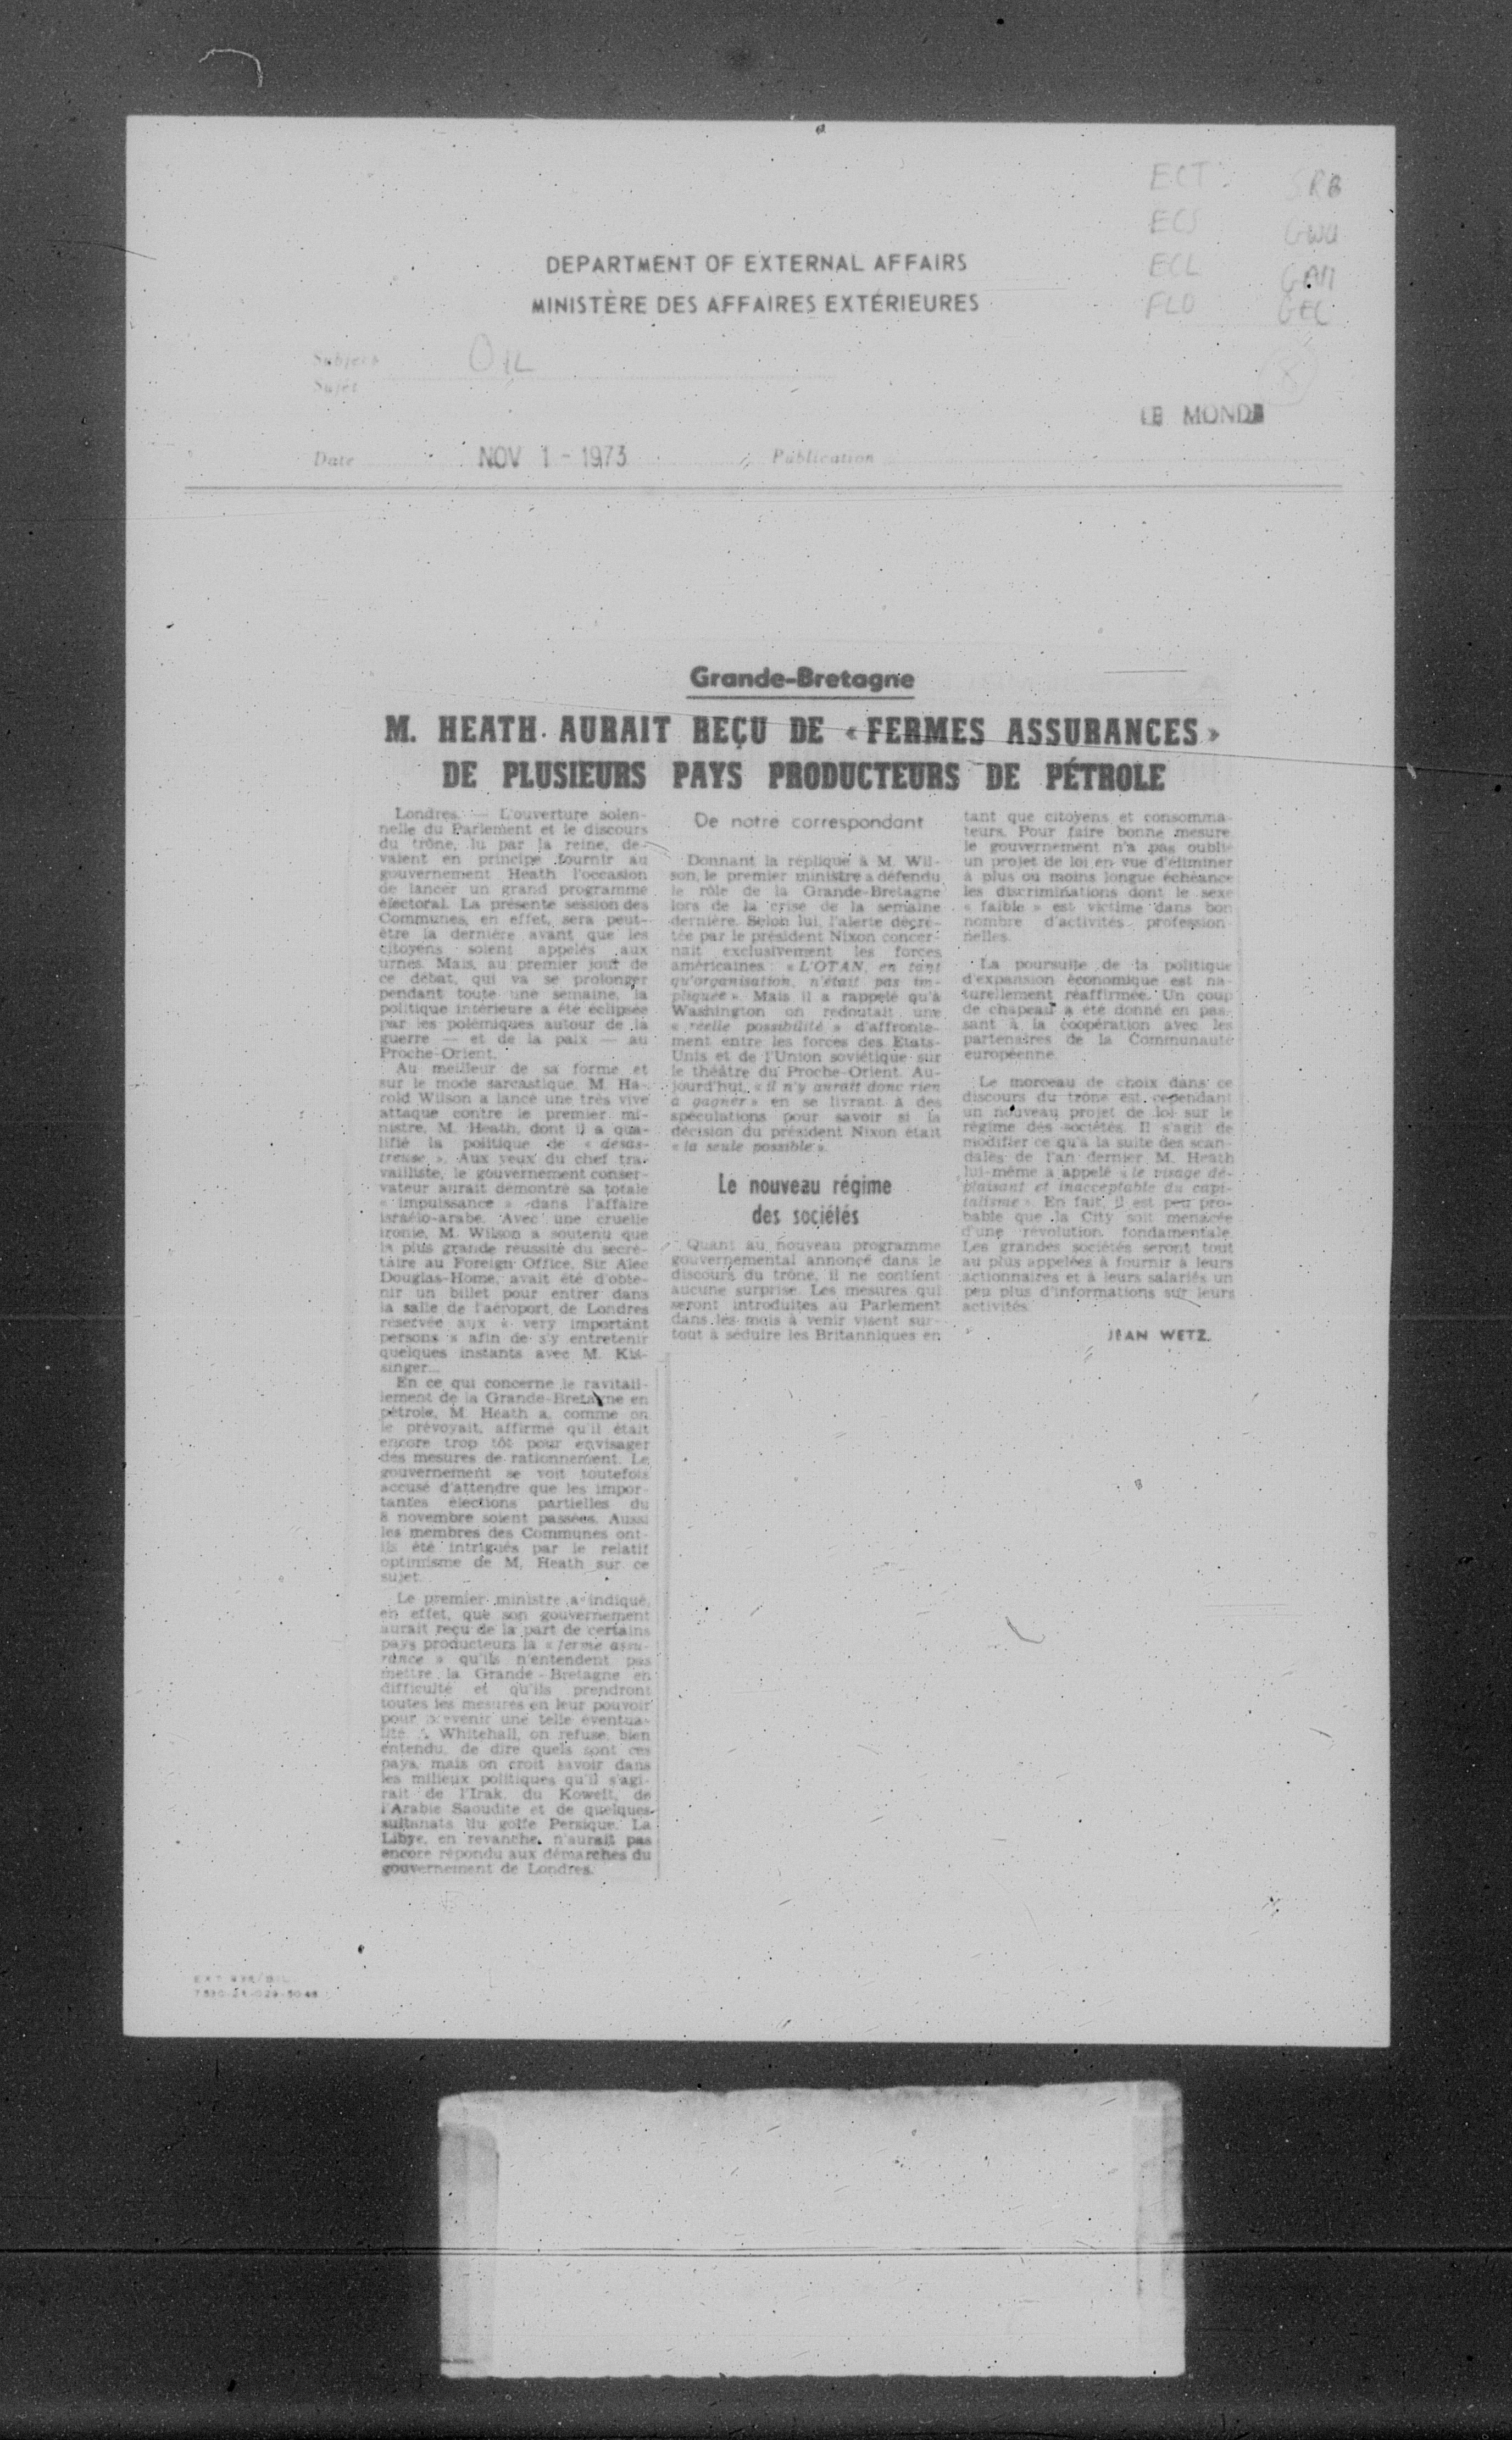 ECT SRB
ECS GWU
DEPARTMENT OF EXTERNAL AFFAIRS
ECL GAM
MINISTÈRE DES AFFAIRES EXTÉRIEURES
FLO GEC
Subject OIL
Sujet
LE MONDE
Date NOV 1 - 1973 Publication
Grande-Bretagne
M. HEATH AURAIT REÇU DE « FERMES ASSURANCES »
DE PLUSIEURS PAYS PRODUCTEURS DE PÉTROLE
Londres. — L'ouverture solen-
nelle du Parlement et le discours
du trône, lu par la reine, de-
vaient en principe fournir au
gouvernement Heath l'occasion
de lancer un grand programme
électoral. La présente session des
Communes, en effet, sera peut-
être la dernière avant que les
citoyens soient appelés aux
urnes. Mais, au premier jour de
ce débat, qui va se prolonger
pendant toute une semaine, la
politique intérieure a été éclipsée
par les polémiques autour de la
guerre — et de la paix — au
Proche-Orient.
Au meilleur de sa forme et
sur le mode sarcastique, M. Ha-
rold Wilson a lancé une très vive
attaque contre le premier mi-
nistre, M. Heath, dont il a qua-
lifié la politique de « désas-
treuse ». Aux yeux du chef tra-
vailliste, le gouvernement conser-
vateur aurait démontré sa totale
« impuissance » dans l'affaire
israélo-arabe. Avec une cruelle
ironie, M. Wilson a soutenu que
la plus grande réussite du secré-
taire au Foreign Office, Sir Alec
Douglas-Home, avait été d'obte-
nir un billet pour entrer dans
la salle de l'aéroport de Londres
réservée aux « very important
persons » afin de s'y entretenir
quelques instants avec M. Kis-
singer...
En ce qui concerne le ravitail-
lement de la Grande-Bretagne en
pétrole, M. Heath a, comme on
le prévoyait, affirmé qu'il était
encore trop tôt pour envisager
des mesures de rationnement. Le
gouvernement se voit toutefois
accusé d'attendre que les impor-
tantes élections partielles du
8 novembre soient passées. Aussi
les membres des Communes ont-
ils été intrigués par le relatif
optimisme de M. Heath sur ce
sujet.
Le premier ministre a indiqué,
en effet, que son gouvernement
aurait reçu de la part de certains
pays producteurs la « ferme assu-
rance » qu'ils n'entendent pas
mettre la Grande-Bretagne en
difficulté et qu'ils prendront
toutes les mesures en leur pouvoir
pour prévenir une telle éventua-
lité. A Whitehall, on refuse, bien
entendu, de dire quels sont ces
pays, mais on croit savoir dans
les milieux politiques qu'il s'agi-
rait de l'Irak, du Koweït, de
l'Arabie Saoudite et de quelques
sultanats du golfe Persique. La
Libye, en revanche, n'aurait pas
encore répondu aux démarches du
gouvernement de Londres.
De notre correspondant
Donnant la réplique à M. Wil-
son, le premier ministre a défendu
le rôle de la Grande-Bretagne
lors de la crise de la semaine
dernière. Selon lui, l'alerte décré-
tée par le président Nixon concer-
nait exclusivement les forces
américaines : « L'OTAN, en tant
qu'organisation, n'était pas im-
pliquée ». Mais il a rappelé qu'à
Washington on redoutait une
« réelle possibilité » d'affronte-
ment entre les forces des Etats-
Unis et de l'Union soviétique sur
le théâtre du Proche-Orient. Au-
jourd'hui, « il n'y aurait donc rien
à gagner » en se livrant à des
spéculations pour savoir si la
décision du président Nixon était
« la seule possible ».
Le nouveau régime
des sociétés
Quant au nouveau programme
gouvernemental annoncé dans le
discours du trône, il ne contient
aucune surprise. Les mesures qui
seront introduites au Parlement
dans les mois à venir visent sur-
tout à séduire les Britanniques en
tant que citoyens et consomma-
teurs. Pour faire bonne mesure,
le gouvernement n'a pas oublié
un projet de loi en vue d'éliminer
à plus ou moins longue échéance
les discriminations dont le sexe
« faible » est victime dans bon
nombre d'activités profession-
nelles.
La poursuite de la politique
d'expansion économique est na-
turellement réaffirmée. Un coup
de chapeau a été donné en pas-
sant à la coopération avec les
partenaires de la Communauté
européenne.
Le morceau de choix dans ce
discours du trône est cependant
un nouveau projet de loi sur le
régime des sociétés. Il s'agit de
modifier ce qu'à la suite des scan-
dales de l'an dernier M. Heath
lui-même a appelé « le visage dé-
plaisant et inacceptable du capi-
talisme ». En fait, il est peu pro-
bable que la City soit menacée
d'une révolution fondamentale.
Les grandes sociétés seront tout
au plus appelées à fournir à leurs
actionnaires et à leurs salariés un
peu plus d'informations sur leurs
activités.
JEAN WETZ.